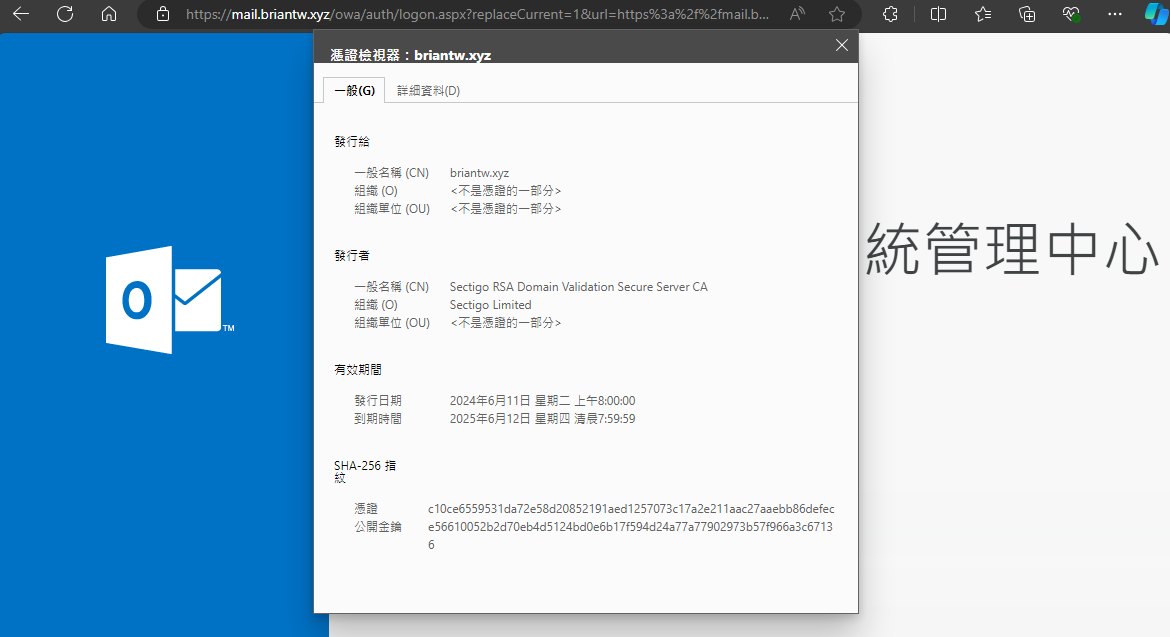 https://mail.briantw.xyz/owa/auth/logon.aspx?replaceCurrent=1&url=https%3a%2f%2fmail.b...
憑證檢視器：briantw.xyz
一般(G) 詳細資料(D)
發行給
一般名稱 (CN) briantw.xyz
組織 (O) <不是憑證的一部分>
組織單位 (OU) <不是憑證的一部分>
發行者
一般名稱 (CN) Sectigo RSA Domain Validation Secure Server CA
組織 (O) Sectigo Limited
組織單位 (OU) <不是憑證的一部分>
有效期間
發行日期 2024年6月11日 星期二 上午8:00:00
到期時間 2025年6月12日 星期四 清晨7:59:59
SHA-256 指
紋
憑證 c10ce6559531da72e58d20852191aed1257073c17a2e211aac27aaebb86defec
公開金鑰 e56610052b2d70eb4d5124bd0e6b17f594d24a77a77902973b57f966a3c6713
6
統管理中心
O
TM